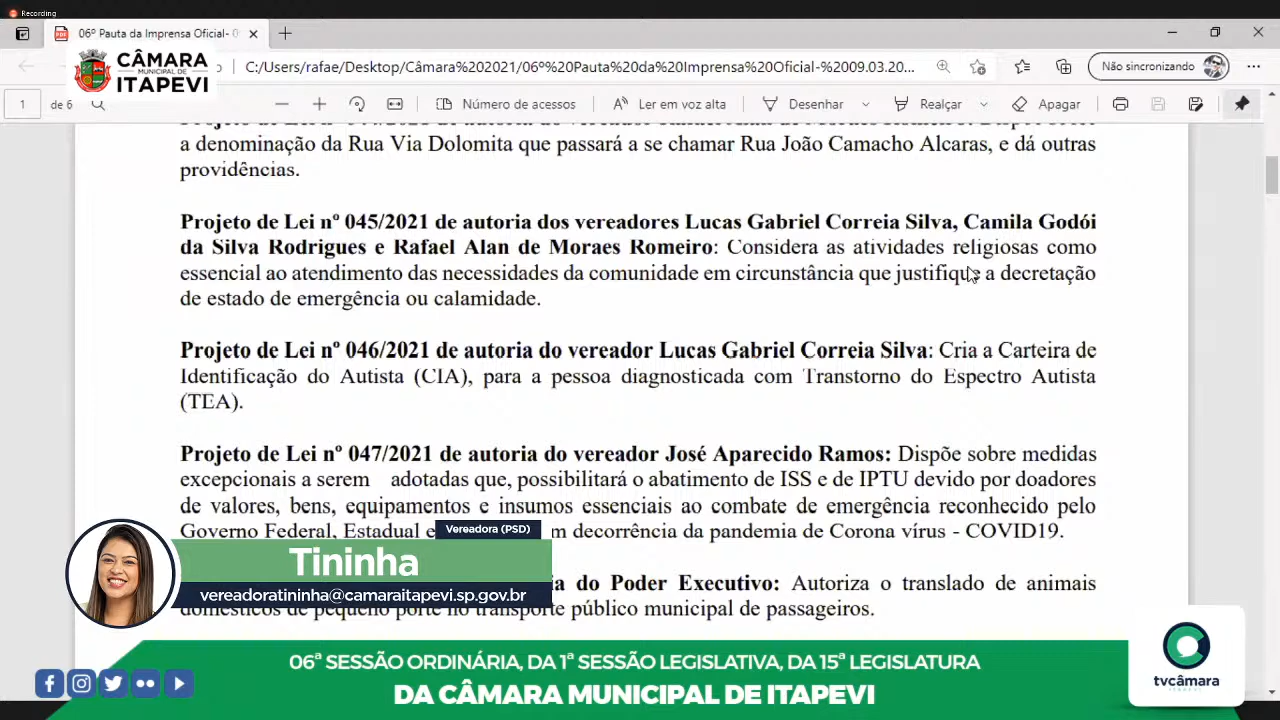 Recording
06º Pauta da Imprensa Oficial- 0
CÂMARA
MUNICIPAL DE
ITAPEVI
C:/Users/rafae/Desktop/Câmara%202021/06º%20Pauta%20da%20Imprensa%20Oficial-%20 03.20...
Não sincronizando
1 de 6
Número de acessos
Ler em voz alta
Desenhar
Realçar
Apagar
a denominação da Rua Via Dolomita que passará a se chamar Rua João Camacho Alcaras, e dá outras
providências.
Projeto de Lei nº 045/2021 de autoria dos vereadores Lucas Gabriel Correia Silva, Camila Godói
da Silva Rodrigues e Rafael Alan de Moraes Romeiro: Considera as atividades religiosas como
essencial ao atendimento das necessidades da comunidade em circunstância que justifique a decretação
de estado de emergência ou calamidade.
Projeto de Lei nº 046/2021 de autoria do vereador Lucas Gabriel Correia Silva: Cria a Carteira de
Identificação do Autista (CIA), para a pessoa diagnosticada com Transtorno do Espectro Autista
(TEA).
Projeto de Lei nº 047/2021 de autoria do vereador José Aparecido Ramos: Dispõe sobre medidas
excepcionais a serem adotadas que, possibilitará o abatimento de ISS e de IPTU devido por doadores
de valores, bens, equipamentos e insumos essenciais ao combate de emergência reconhecido pelo
Governo Federal, Estadual e m decorrência da pandemia de Corona vírus - COVID19.
Vereadora (PSD)
Tininha
vereadoratininha@camaraitapevi.sp.gov.br
do Poder Executivo: Autoriza o translado de animais
domésticos de pequeno porte no transporte público municipal de passageiros.
06ª SESSÃO ORDINÁRIA, DA 1ª SESSÃO LEGISLATIVA, DA 15ª LEGISLATURA
DA CÂMARA MUNICIPAL DE ITAPEVI
tvcâmara
ITAPEVI